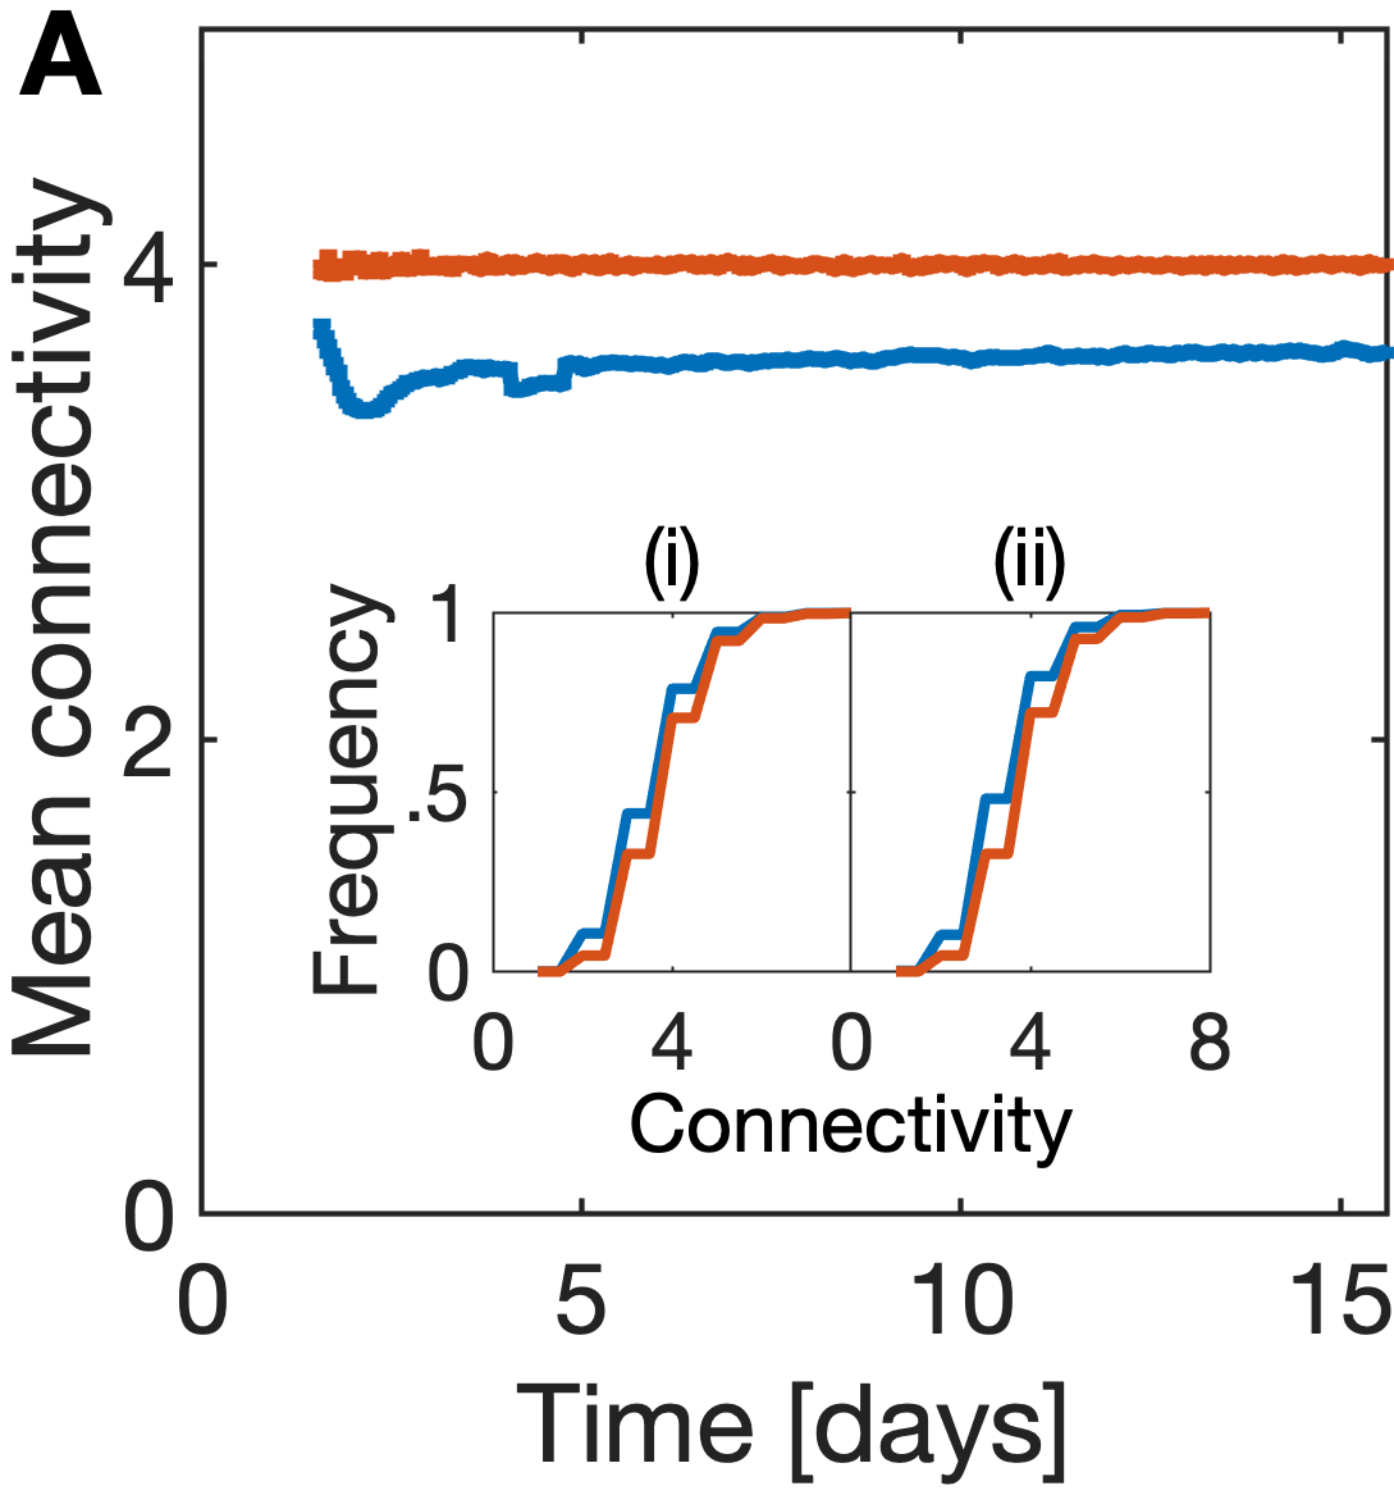 A
Mean connectivity
4
2
0
0 5 10 15
Time [days]
(i) (ii)
Frequency
1
.5
0
0 4 0 4 8
Connectivity